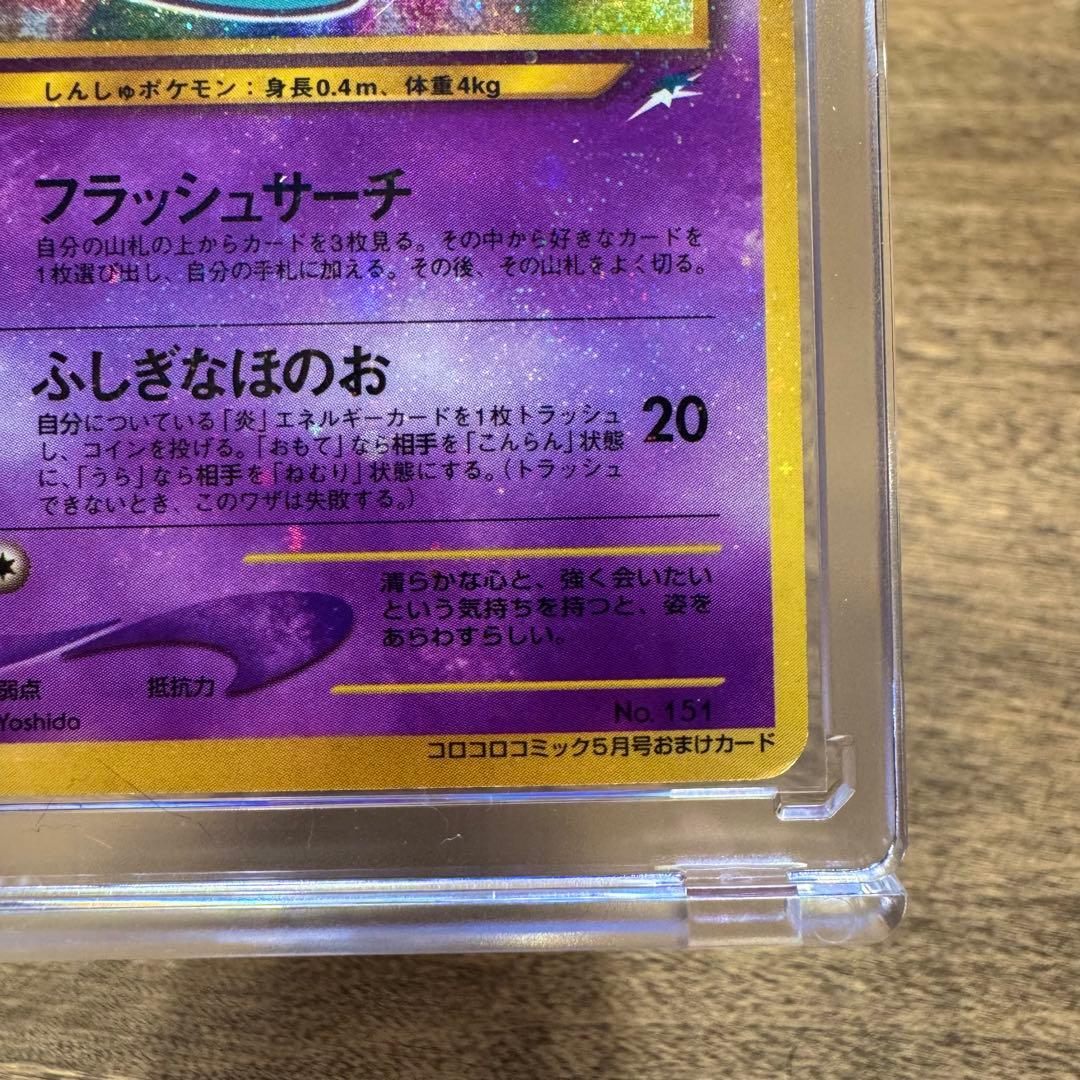 しんしゅポケモン：身長0.4m、体重4kg
フラッシュサーチ
自分の山札の上からカードを3枚見る。その中から好きなカードを
1枚選び出し、自分の手札に加える。その後、その山札をよく切る。
ふしぎなほのお
20
自分についている「炎」エネルギーカードを1枚トラッシュ
し、コインを投げる。「おもて」なら相手を「こんらん」状態
に、「うら」なら相手を「ねむり」状態にする。（トラッシュ
できないとき、このワザは失敗する。）
清らかな心と、強く会いたい
という気持ちを持つと、姿を
あらわすらしい。
弱点
抵抗力
Yoshida
No. 151
コロコロコミック5月号おまけカード